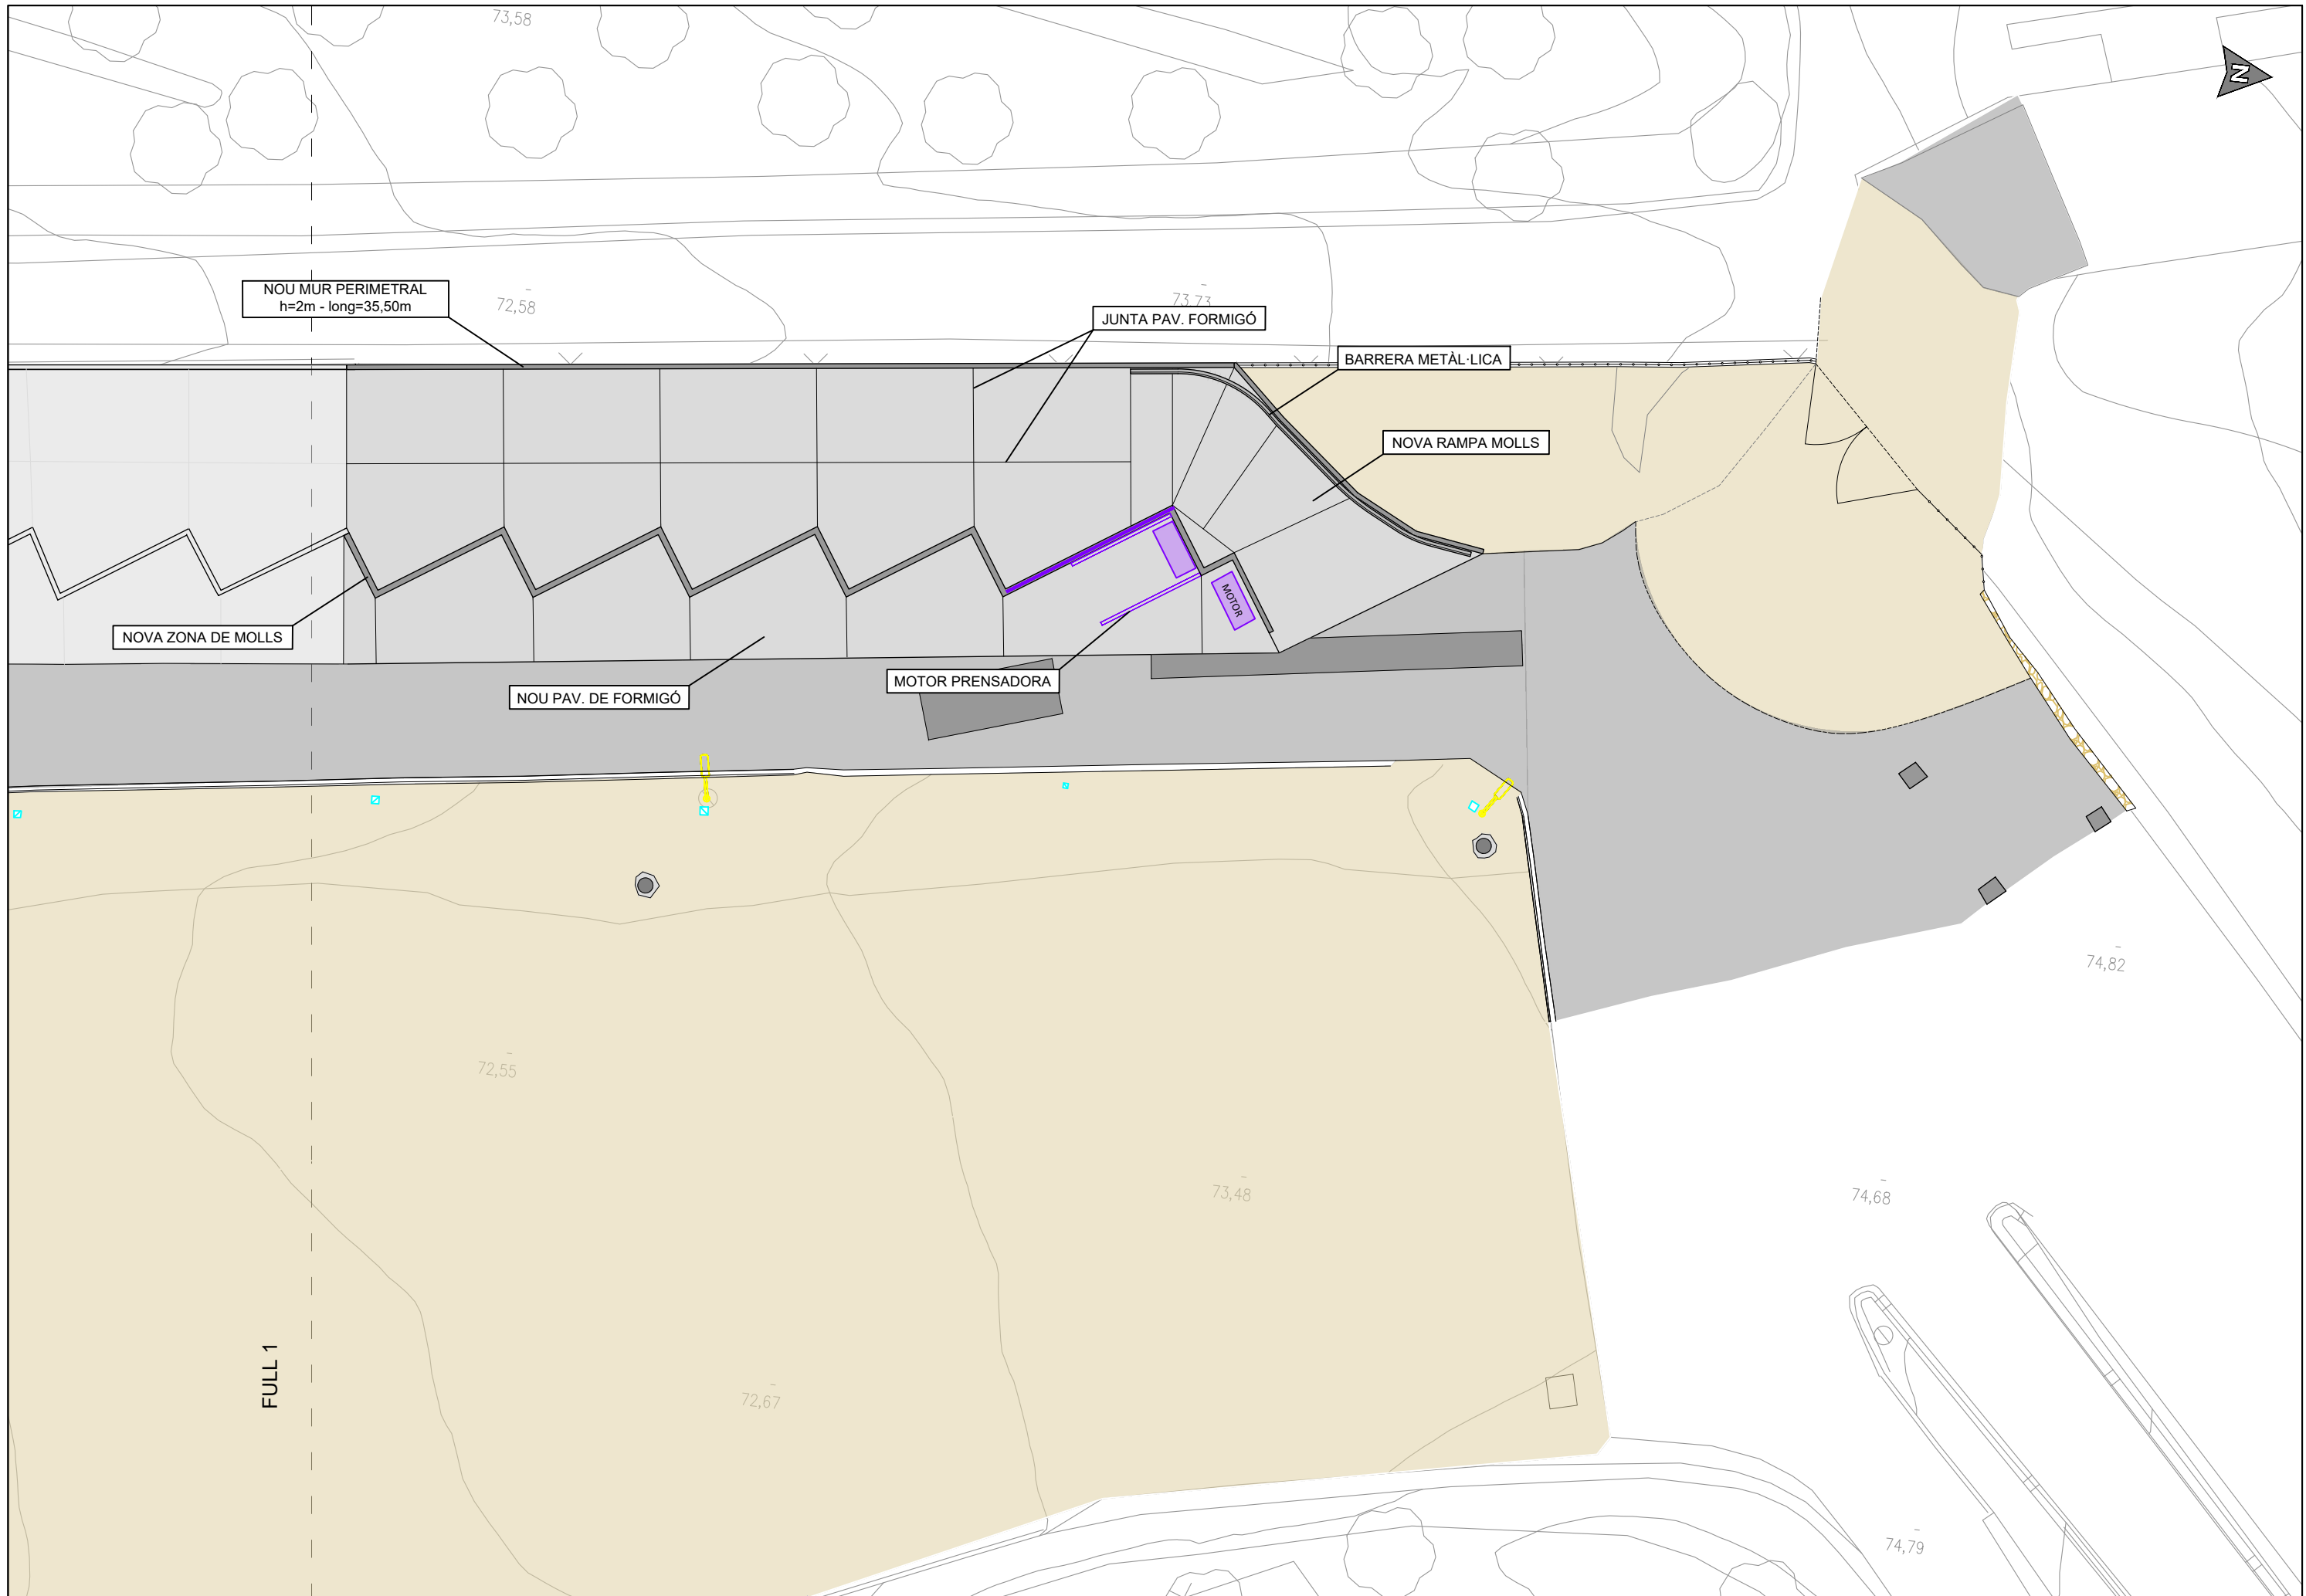 73,58
N
NOU MUR PERIMETRAL
h=2m - long=35,50m
72,58
73,73
JUNTA PAV. FORMIGÓ
BARRERA METÀL·LICA
NOVA RAMPA MOLLS
MOTOR
NOVA ZONA DE MOLLS
MOTOR PRENSADORA
NOU PAV. DE FORMIGÓ
74,82
72,55
73,48
74,68
FULL 1
72,67
74,79